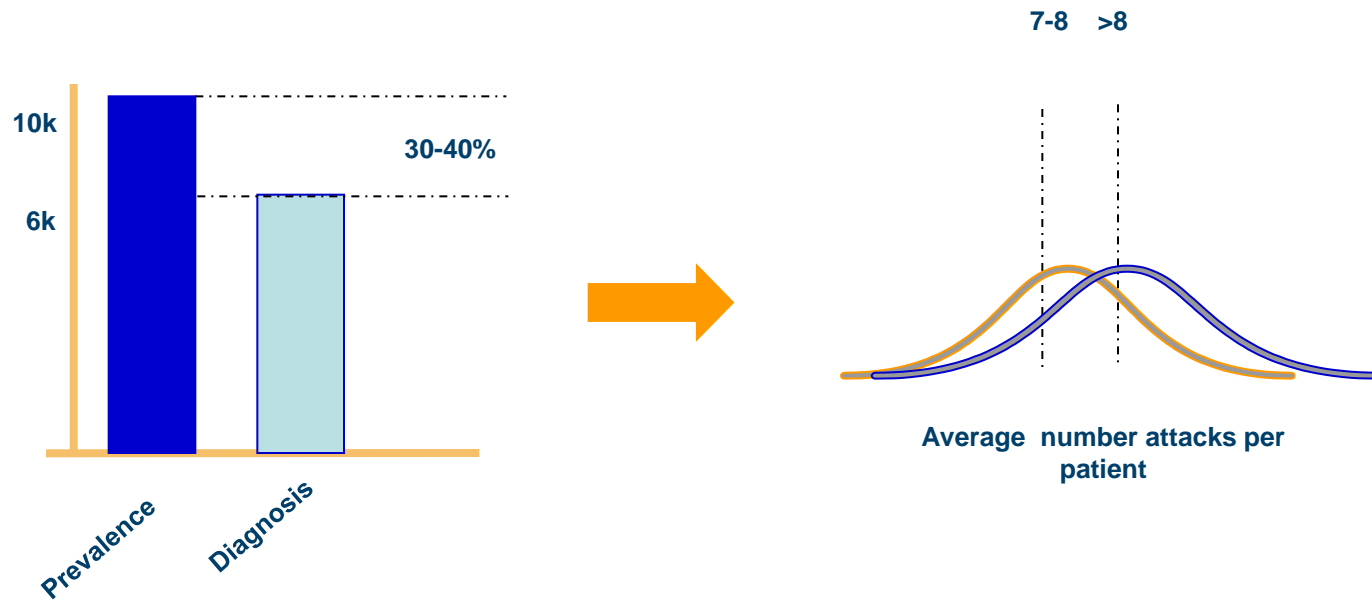 10k
6k
30-40%
Prevalence
Diagnosis
7-8 >8
Average number attacks per
patient